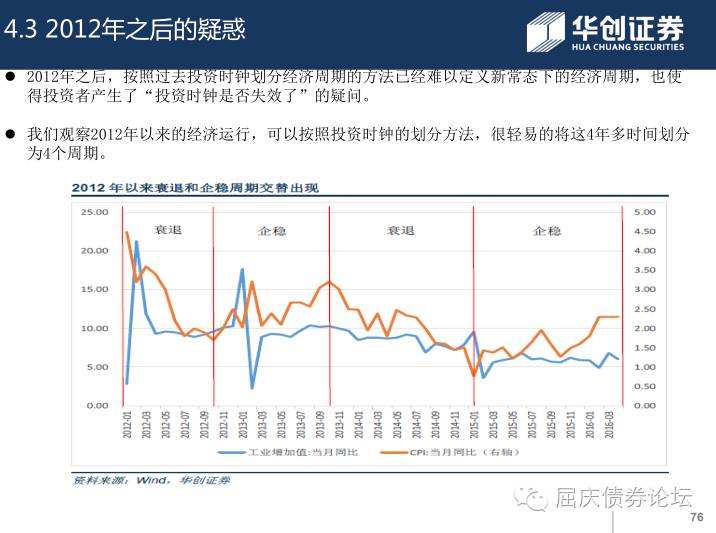 4.3 2012年之后的疑惑
华创证券
HUA CHUANG SECURITIES
● 2012年之后，按照过去投资时钟划分经济周期的方法已经难以定义新常态下的经济周期，也使
得投资者产生了“投资时钟是否失效了”的疑问。
● 我们观察2012年以来的经济运行，可以按照投资时钟的划分方法，很轻易的将这4年多时间划分
为4个周期。
2012 年以来衰退和企稳周期交替出现
25.00
20.00
15.00
10.00
5.00
0.00
衰退
企稳
衰退
企稳
5.00
4.50
4.00
3.50
3.00
2.50
2.00
1.50
1.00
0.50
0.00
2012-01
2012-03
2012-05
2012-07
2012-09
2012-11
2013-01
2013-03
2013-05
2013-07
2013-09
2013-11
2014-01
2014-03
2014-05
2014-07
2014-09
2014-11
2015-01
2015-03
2015-05
2015-07
2015-09
2015-11
2016-01
2016-03
工业增加值:当月同比
CPI:当月同比（右轴）
资料来源：Wind，华创证券
屈庆债券论坛
76